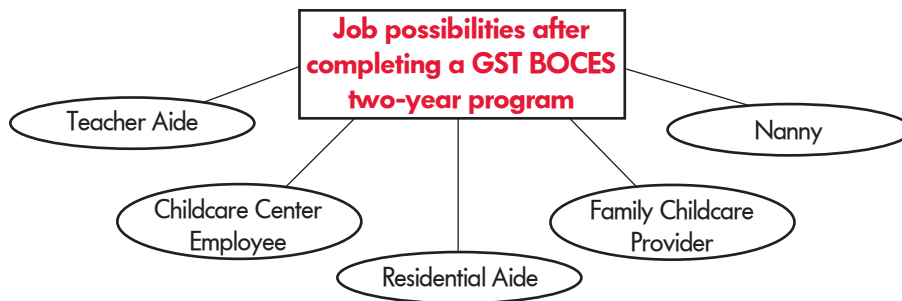 Job possibilities after
completing a GST BOCES
two-year program
Teacher Aide
Nanny
Childcare Center
Employee
Family Childcare
Provider
Residential Aide